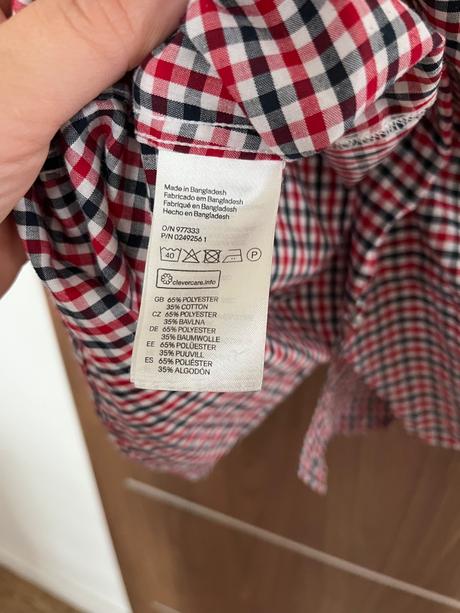 Made in Bangladesh
Fabricado em Bangladesh
Fabriqué en Bangladesh
Hecho en Bangladesh
O/N 977333
P/N 0249256 1
40 P
clevercare.info
GB 65% POLYESTER
35% COTTON
CZ 65% POLYESTER
35% BAVLNA
DE 65% POLYESTER
35% BAUMWOLLE
EE 65% POLÜESTER
35% PUUVILL
ES 65% POLIÉSTER
35% ALGODÓN